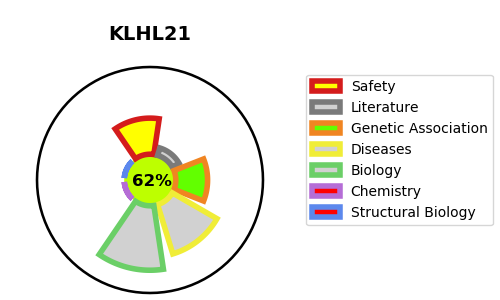 KLHL21
62%
Safety
Literature
Genetic Association
Diseases
Biology
Chemistry
Structural Biology